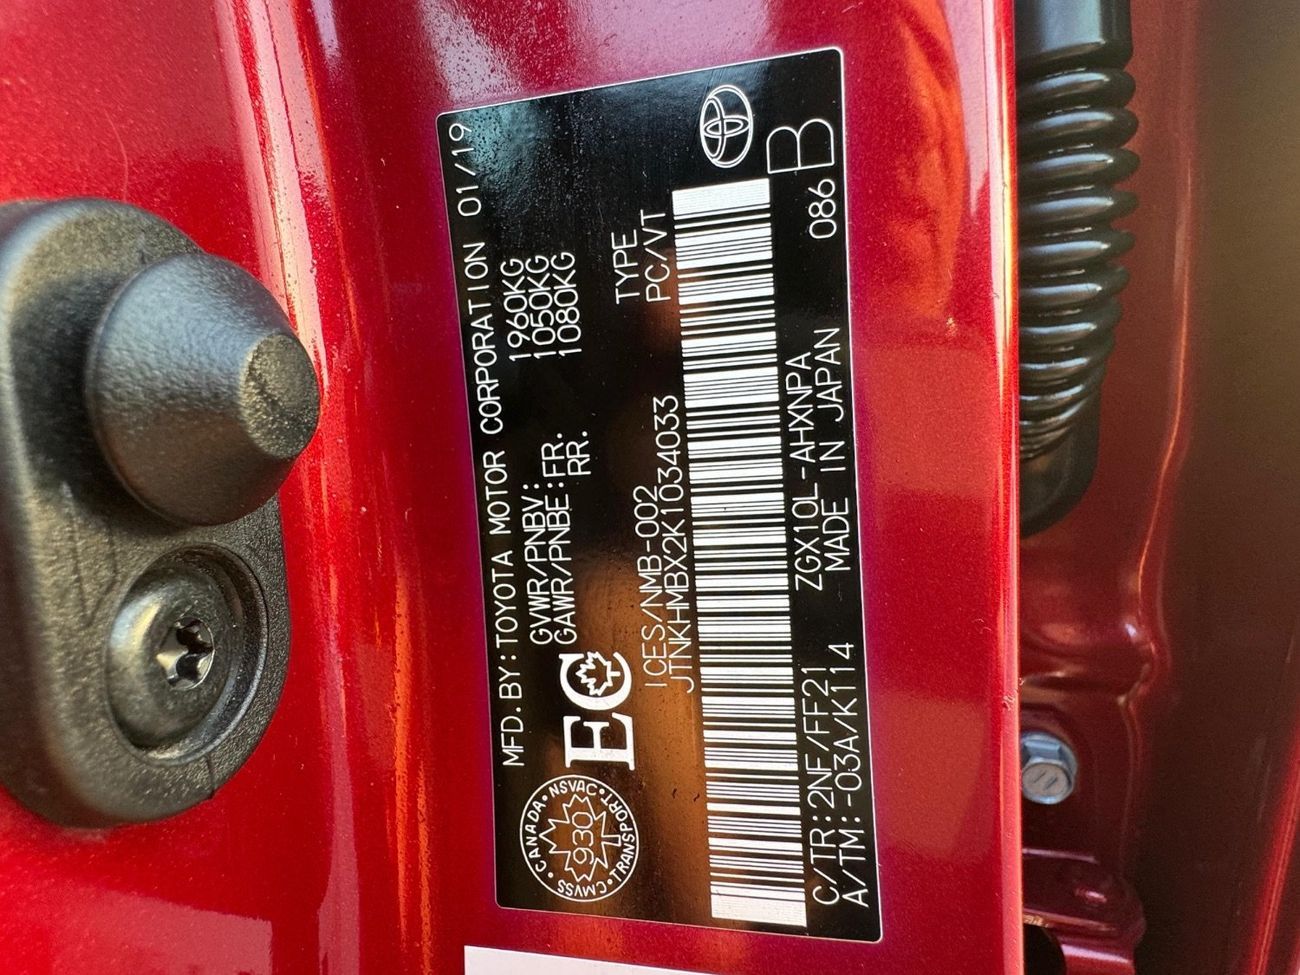 MFD.BY:TOYOTA MOTOR CORPORATION 01/19
GVWR/PNBV: 1960KG
GAWR/PNBE:FR. 1050KG
RR. 1080KG
EC
CANADA·NSVAC·TRANSPORT·CMVSS·
930
TYPE
ICES/NMB-002 PC/VT
JTNKHMBX2K1034033
C/TR:2NF/FF21 ZGX10L-AHXNPA 086 B
A/TM:-03A/K114 MADE IN JAPAN